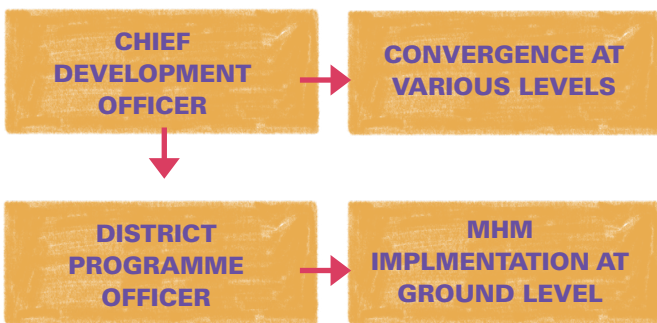 CHIEF
DEVELOPMENT
OFFICER
CONVERGENCE AT
VARIOUS LEVELS
DISTRICT
PROGRAMME
OFFICER
MHM
IMPLMENTATION AT
GROUND LEVEL